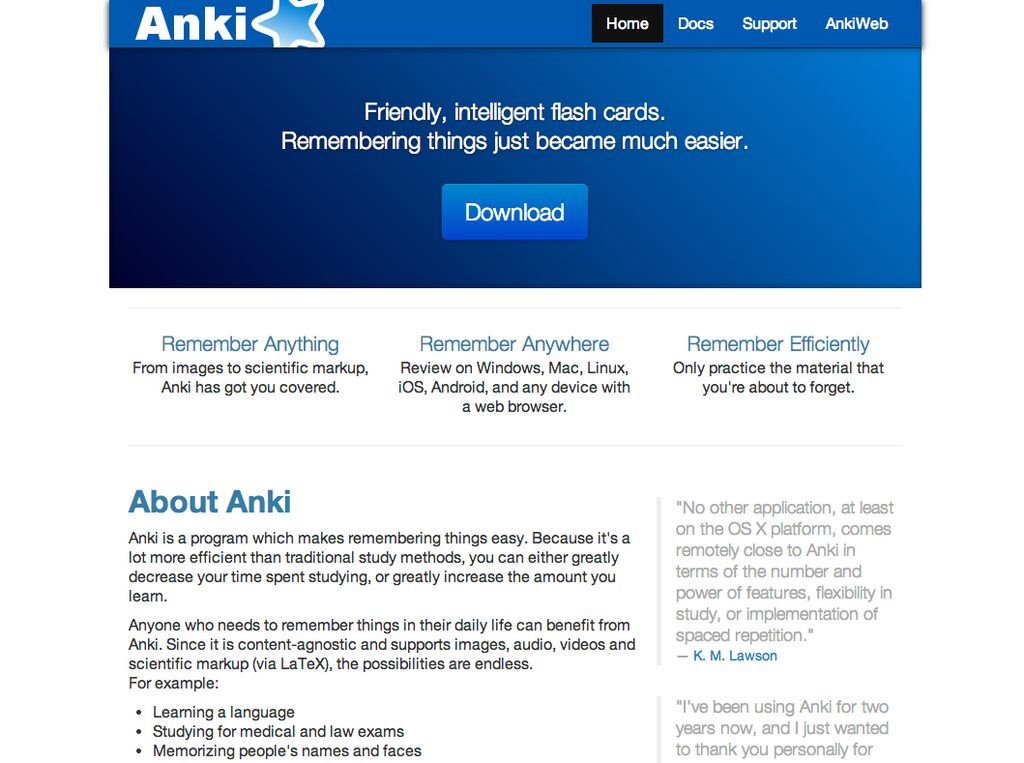 Anki
Home Docs Support AnkiWeb
Friendly, intelligent flash cards.
Remembering things just became much easier.
Download
Remember Anything
From images to scientific markup,
Anki has got you covered.
Remember Anywhere
Review on Windows, Mac, Linux,
iOS, Android, and any device with
a web browser.
Remember Efficiently
Only practice the material that
you're about to forget.
About Anki
Anki is a program which makes remembering things easy. Because it's a
lot more efficient than traditional study methods, you can either greatly
decrease your time spent studying, or greatly increase the amount you
learn.
Anyone who needs to remember things in their daily life can benefit from
Anki. Since it is content-agnostic and supports images, audio, videos and
scientific markup (via LaTeX), the possibilities are endless.
For example:
• Learning a language
• Studying for medical and law exams
• Memorizing people's names and faces
"No other application, at least
on the OS X platform, comes
remotely close to Anki in
terms of the number and
power of features, flexibility in
study, or implementation of
spaced repetition."
— K. M. Lawson
"I've been using Anki for two
years now, and I just wanted
to thank you personally for